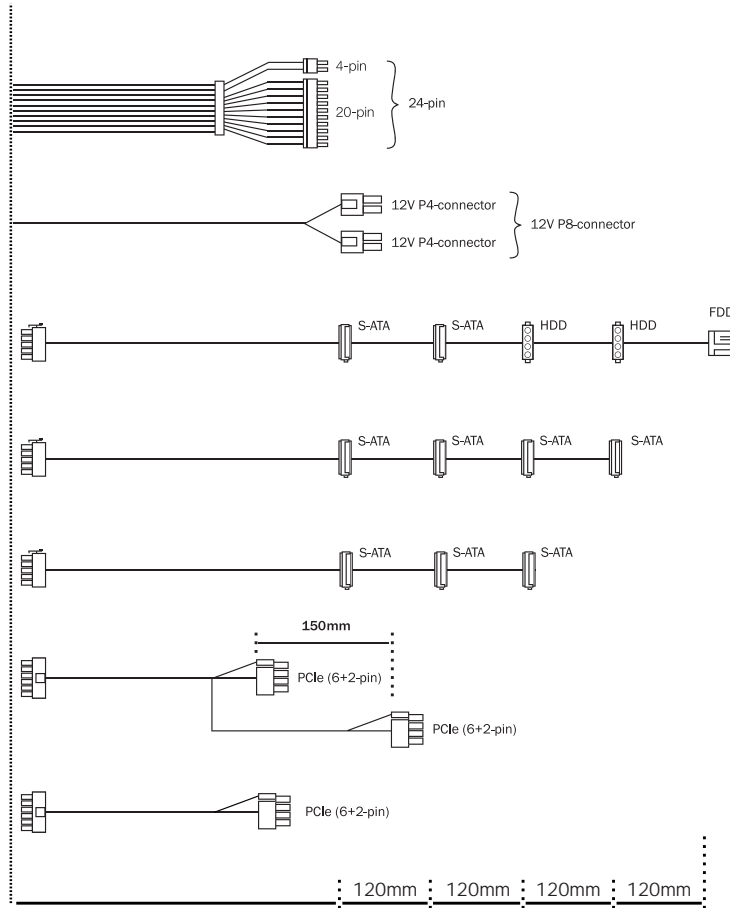 4-pin
20-pin
24-pin
12V P4-connector
12V P4-connector
12V P8-connector
S-ATA S-ATA HDD HDD FDD
S-ATA S-ATA S-ATA S-ATA
S-ATA S-ATA S-ATA
150mm
PCIe (6+2-pin)
PCIe (6+2-pin)
PCIe (6+2-pin)
120mm 120mm 120mm 120mm